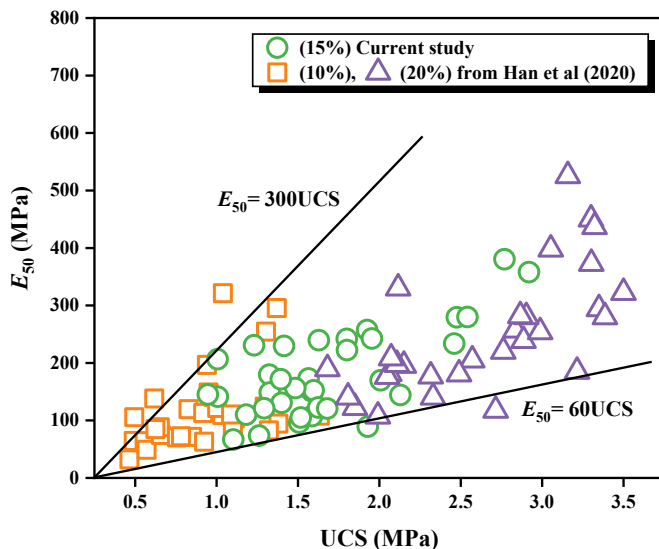 (15%) Current study
(10%), (20%) from Han et al (2020)
800
700
600
500
400
300
200
100
0
E50 (MPa)
E50= 300UCS
E50= 60UCS
0.5 1.0 1.5 2.0 2.5 3.0 3.5
UCS (MPa)